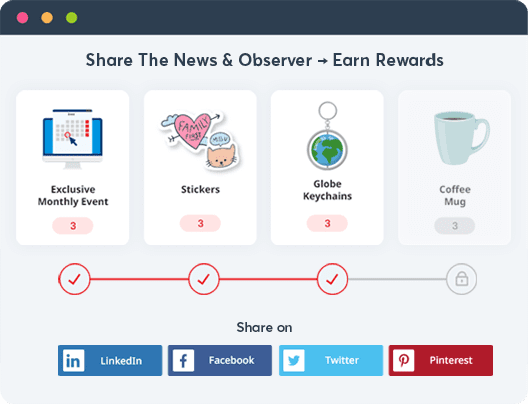 Share The News & Observer → Earn Rewards
Exclusive
Monthly Event
3
Stickers
3
Globe
Keychains
3
Coffee
Mug
3
FAMILY
first
MEOW
Share on
in LinkedIn
f Facebook
Twitter
Pinterest